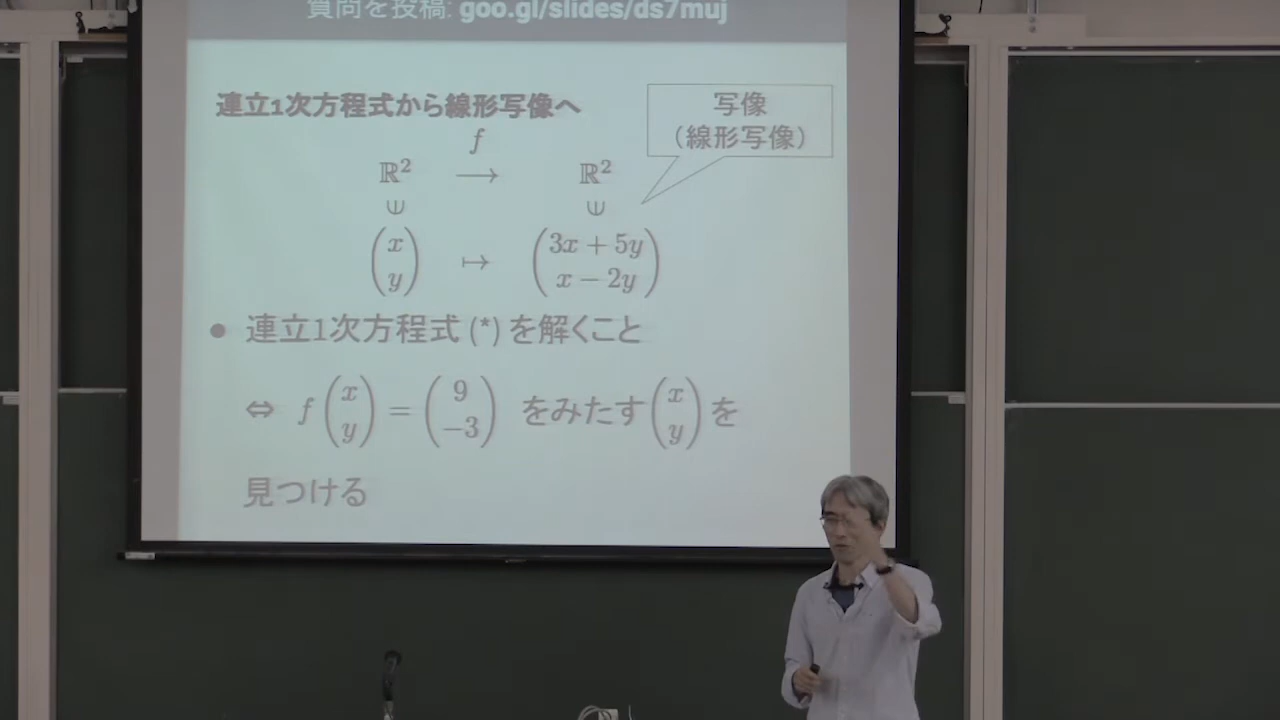 質問を投稿: goo.gl/slides/ds7muj
連立1次方程式から線形写像へ
写像
（線形写像）
f
ℝ² ⟶ ℝ²
∪ ∪
(x y) ↦ (3x + 5y x − 2y)
● 連立1次方程式 (*) を解くこと
⇔ f(x y) = (9 −3) をみたす(x y)を
見つける